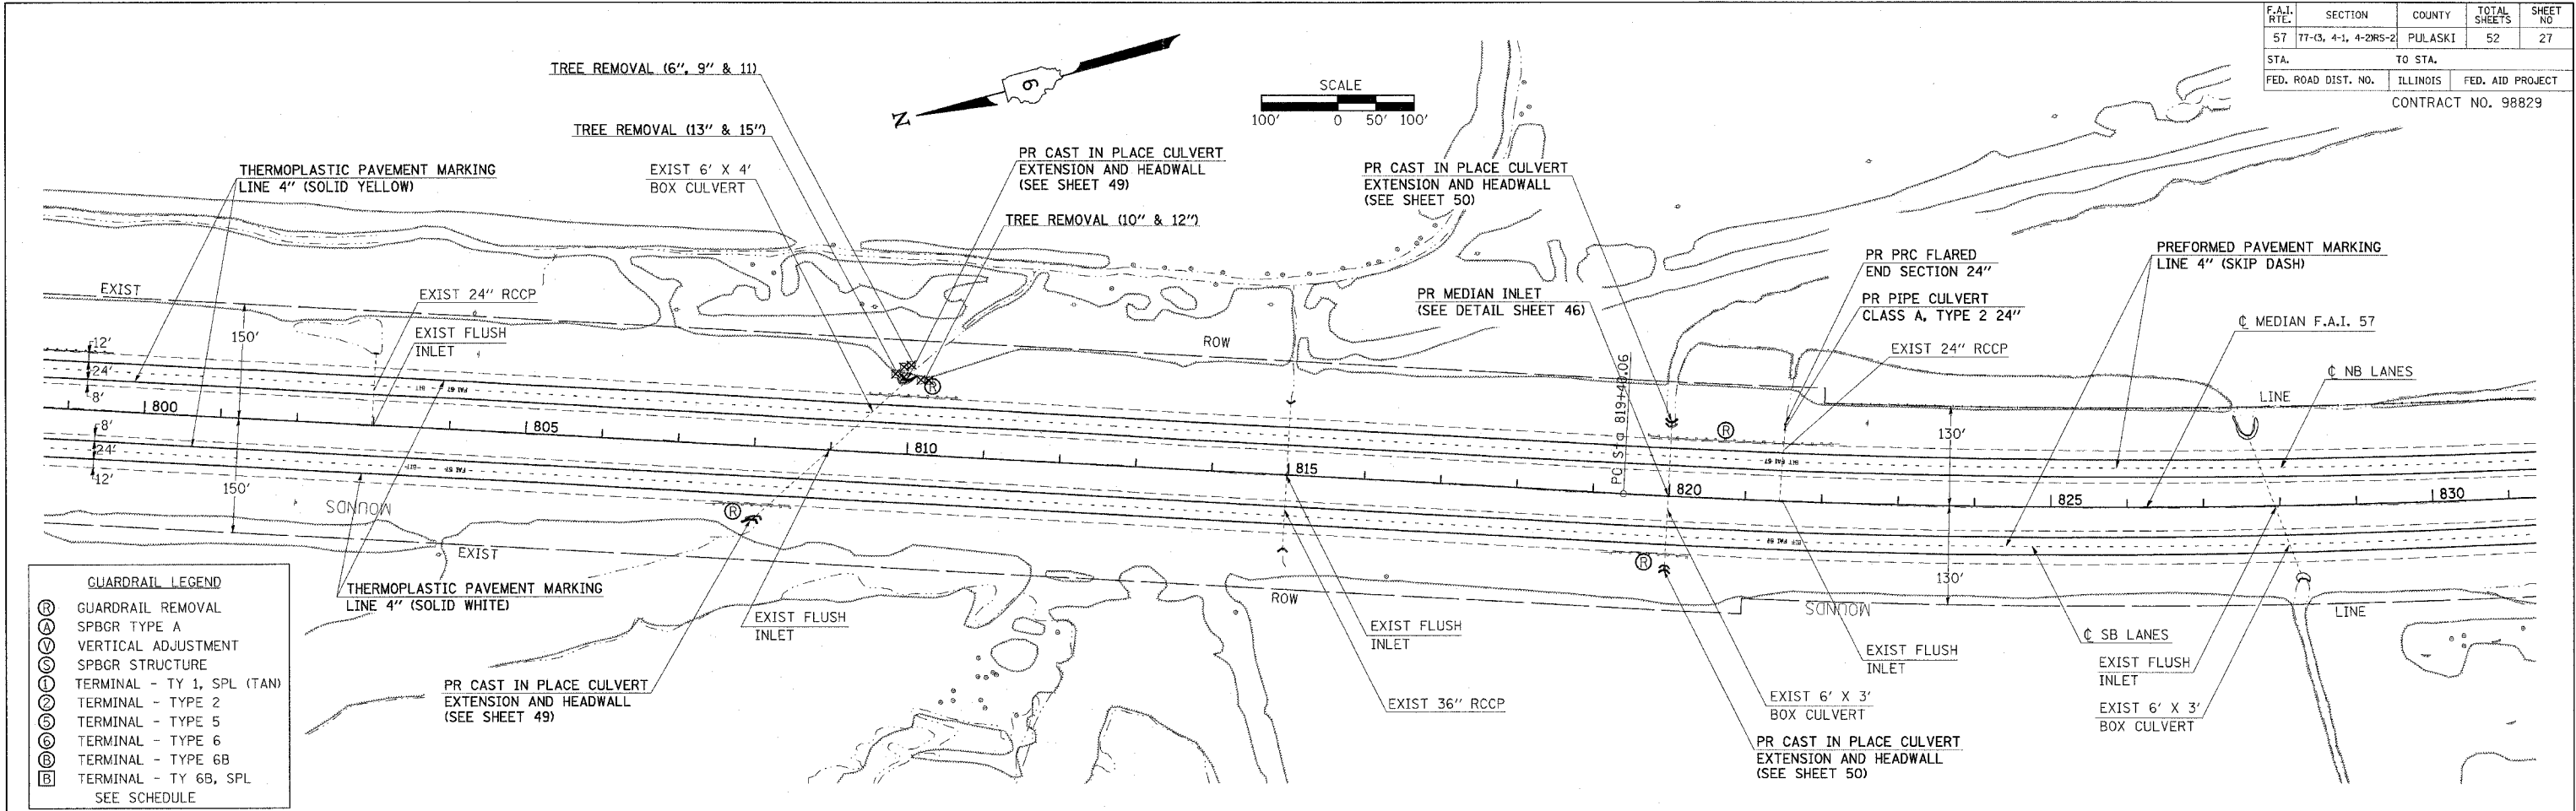 F.A.I. RTE. SECTION COUNTY TOTAL SHEETS SHEET NO
57 77-(3, 4-1, 4-2)RS-2 PULASKI 52 27
STA. TO STA.
FED. ROAD DIST. NO. ILLINOIS FED. AID PROJECT
CONTRACT NO. 98829
TREE REMOVAL (6", 9" & 11)
TREE REMOVAL (13" & 15")
N
6
SCALE
100' 0 50' 100'
THERMOPLASTIC PAVEMENT MARKING
LINE 4" (SOLID YELLOW)
EXIST 6' X 4'
BOX CULVERT
PR CAST IN PLACE CULVERT
EXTENSION AND HEADWALL
(SEE SHEET 49)
TREE REMOVAL (10" & 12")
PR CAST IN PLACE CULVERT
EXTENSION AND HEADWALL
(SEE SHEET 50)
PR MEDIAN INLET
(SEE DETAIL SHEET 46)
PR PRC FLARED
END SECTION 24"
PR PIPE CULVERT
CLASS A, TYPE 2 24"
EXIST 24" RCCP
PREFORMED PAVEMENT MARKING
LINE 4" (SKIP DASH)
℄ MEDIAN F.A.I. 57
℄ NB LANES
EXIST
150'
EXIST 24" RCCP
EXIST FLUSH
INLET
ROW
LINE
12'
24'
8'
8'
24'
12'
150'
130'
130'
800
805
810
815
820
825
830
PC Sta 819+40.06
R
R
R
R
MOUNDS
MOUNDS
EXIST
ROW
LINE
THERMOPLASTIC PAVEMENT MARKING
LINE 4" (SOLID WHITE)
EXIST FLUSH
INLET
PR CAST IN PLACE CULVERT
EXTENSION AND HEADWALL
(SEE SHEET 49)
EXIST FLUSH
INLET
EXIST 36" RCCP
EXIST FLUSH
INLET
EXIST 6' X 3'
BOX CULVERT
PR CAST IN PLACE CULVERT
EXTENSION AND HEADWALL
(SEE SHEET 50)
℄ SB LANES
EXIST FLUSH
INLET
EXIST 6' X 3'
BOX CULVERT
GUARDRAIL LEGEND
R GUARDRAIL REMOVAL
A SPBGR TYPE A
V VERTICAL ADJUSTMENT
S SPBGR STRUCTURE
1 TERMINAL - TY 1, SPL (TAN)
2 TERMINAL - TYPE 2
5 TERMINAL - TYPE 5
6 TERMINAL - TYPE 6
B TERMINAL - TYPE 6B
B TERMINAL - TY 6B, SPL
SEE SCHEDULE